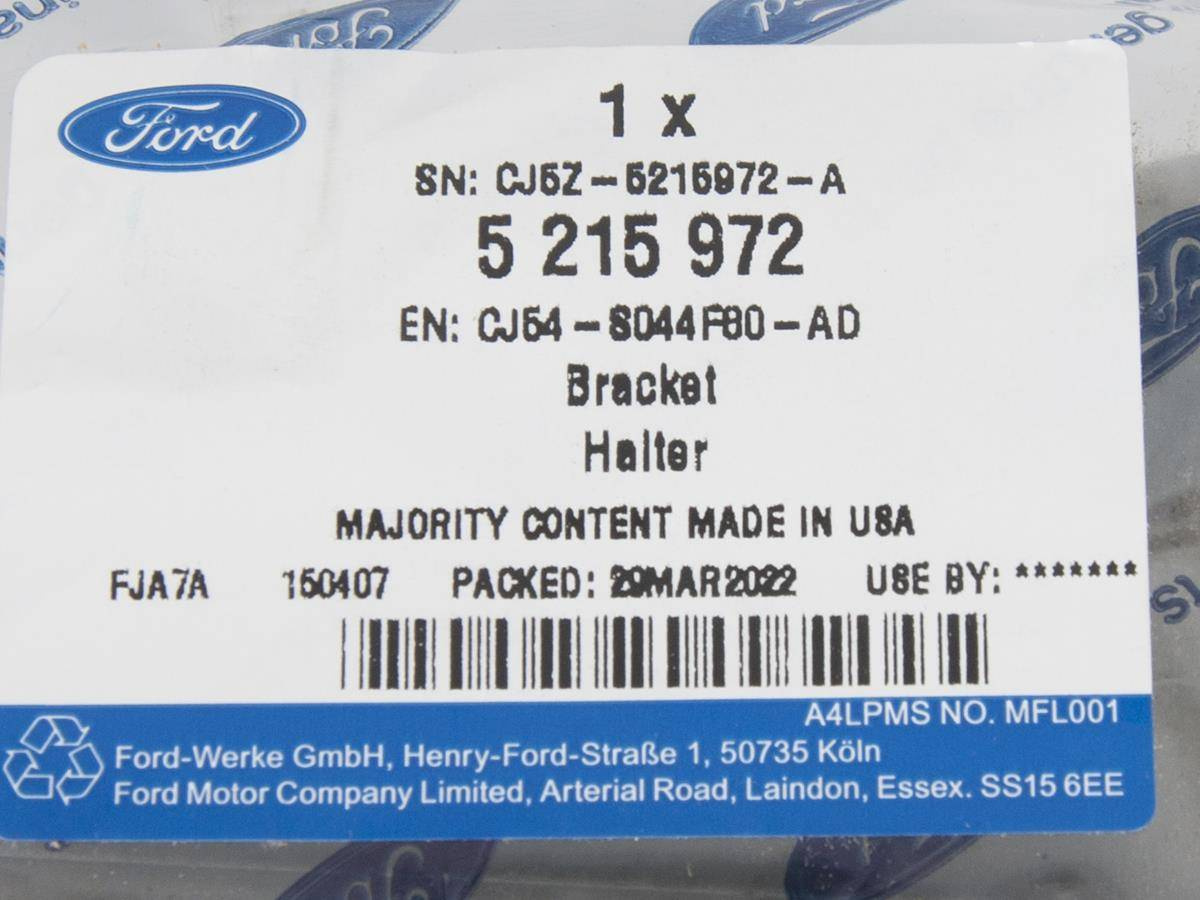 Ford
1 x
SN: CJ5Z-5215972-A
5 215 972
EN: CJ54-S044F80-AD
Bracket
Halter
MAJORITY CONTENT MADE IN USA
FJA7A 150407 PACKED: 29MAR2022 USE BY: *******
A4LPMS NO. MFL001
Ford-Werke GmbH, Henry-Ford-Straße 1, 50735 Köln
Ford Motor Company Limited, Arterial Road, Laindon, Essex. SS15 6EE